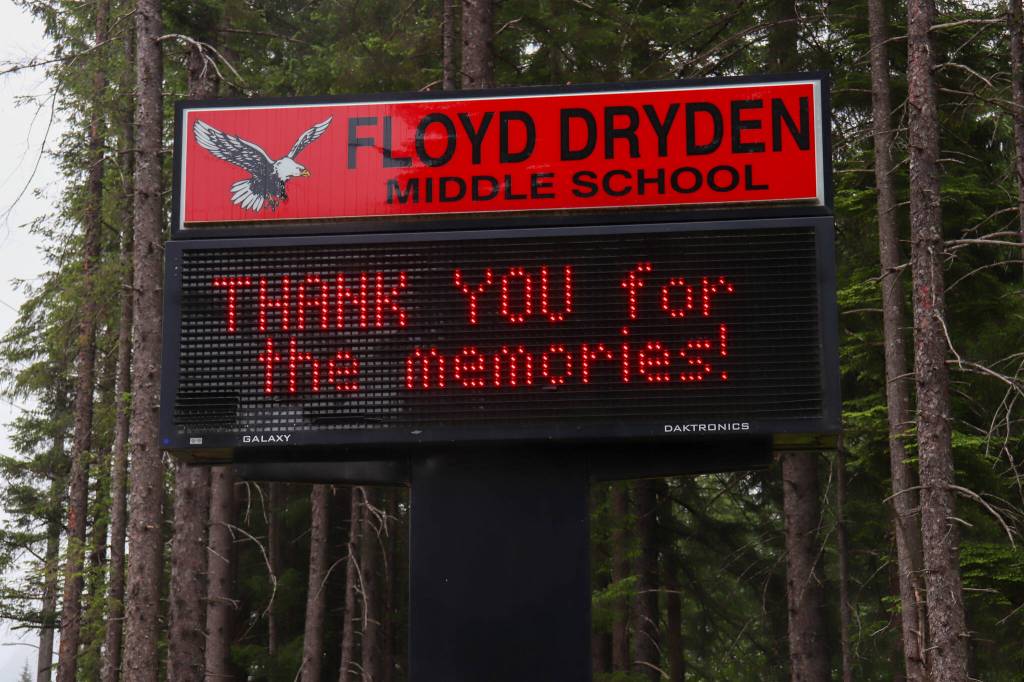 FLOYD DRYDEN
MIDDLE SCHOOL
THANK YOU for
the memories!
GALAXY
DAKTRONICS